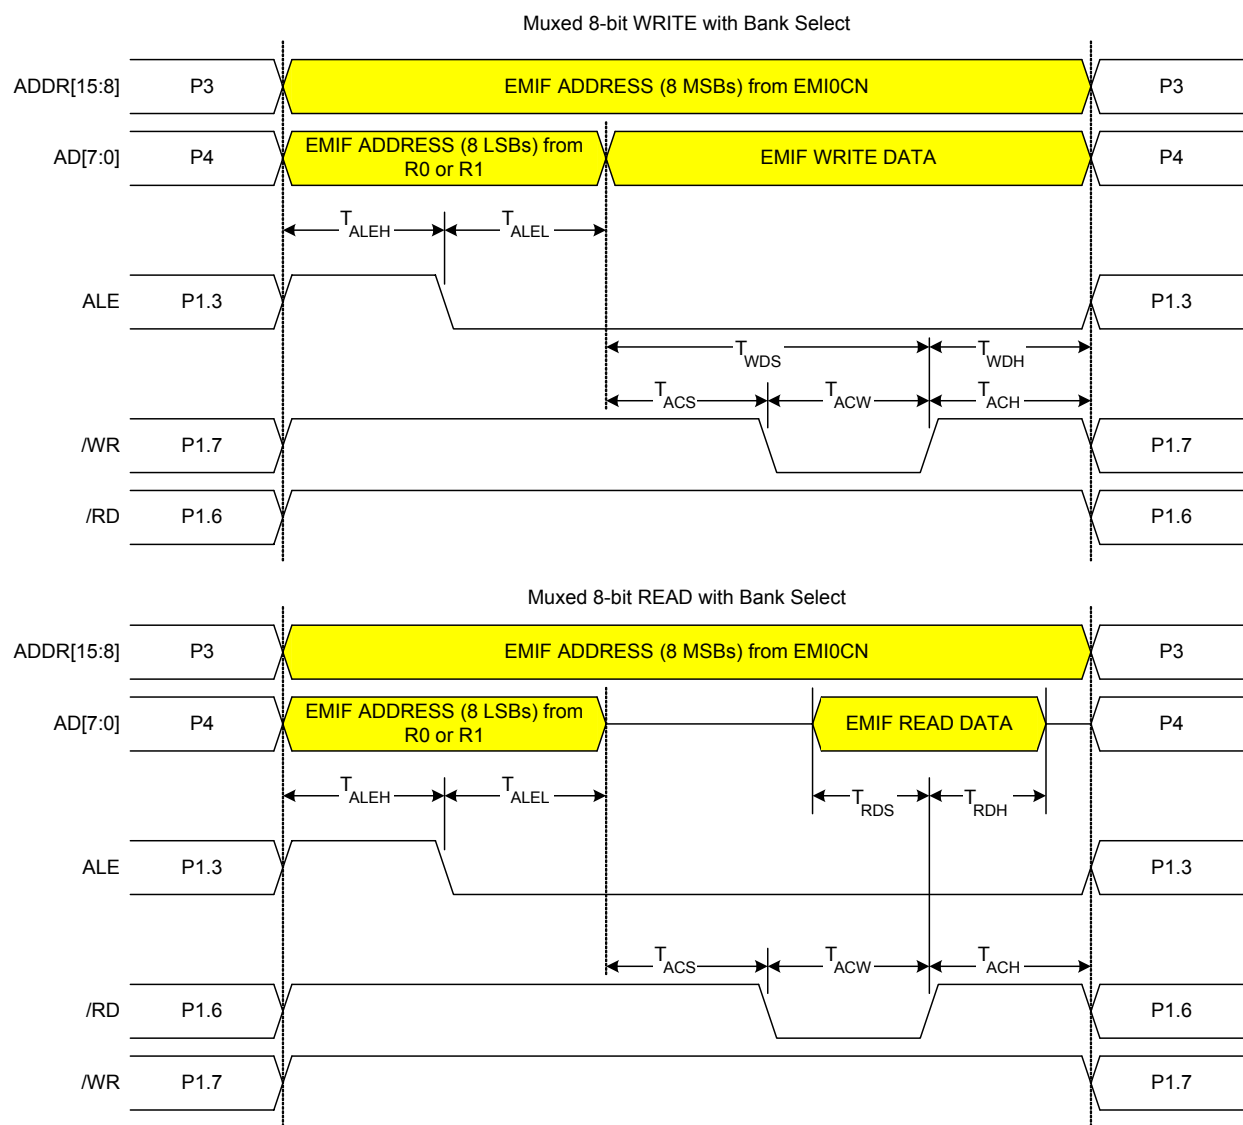 Muxed 8-bit WRITE with Bank Select
ADDR[15:8] P3 EMIF ADDRESS (8 MSBs) from EMI0CN P3
AD[7:0] P4 EMIF ADDRESS (8 LSBs) from
R0 or R1 EMIF WRITE DATA P4
TALEH TALEL
ALE P1.3 P1.3
TWDS TWDH
TACS TACW TACH
/WR P1.7 P1.7
/RD P1.6 P1.6
Muxed 8-bit READ with Bank Select
ADDR[15:8] P3 EMIF ADDRESS (8 MSBs) from EMI0CN P3
AD[7:0] P4 EMIF ADDRESS (8 LSBs) from
R0 or R1 EMIF READ DATA P4
TALEH TALEL TRDS TRDH
ALE P1.3 P1.3
TACS TACW TACH
/RD P1.6 P1.6
/WR P1.7 P1.7